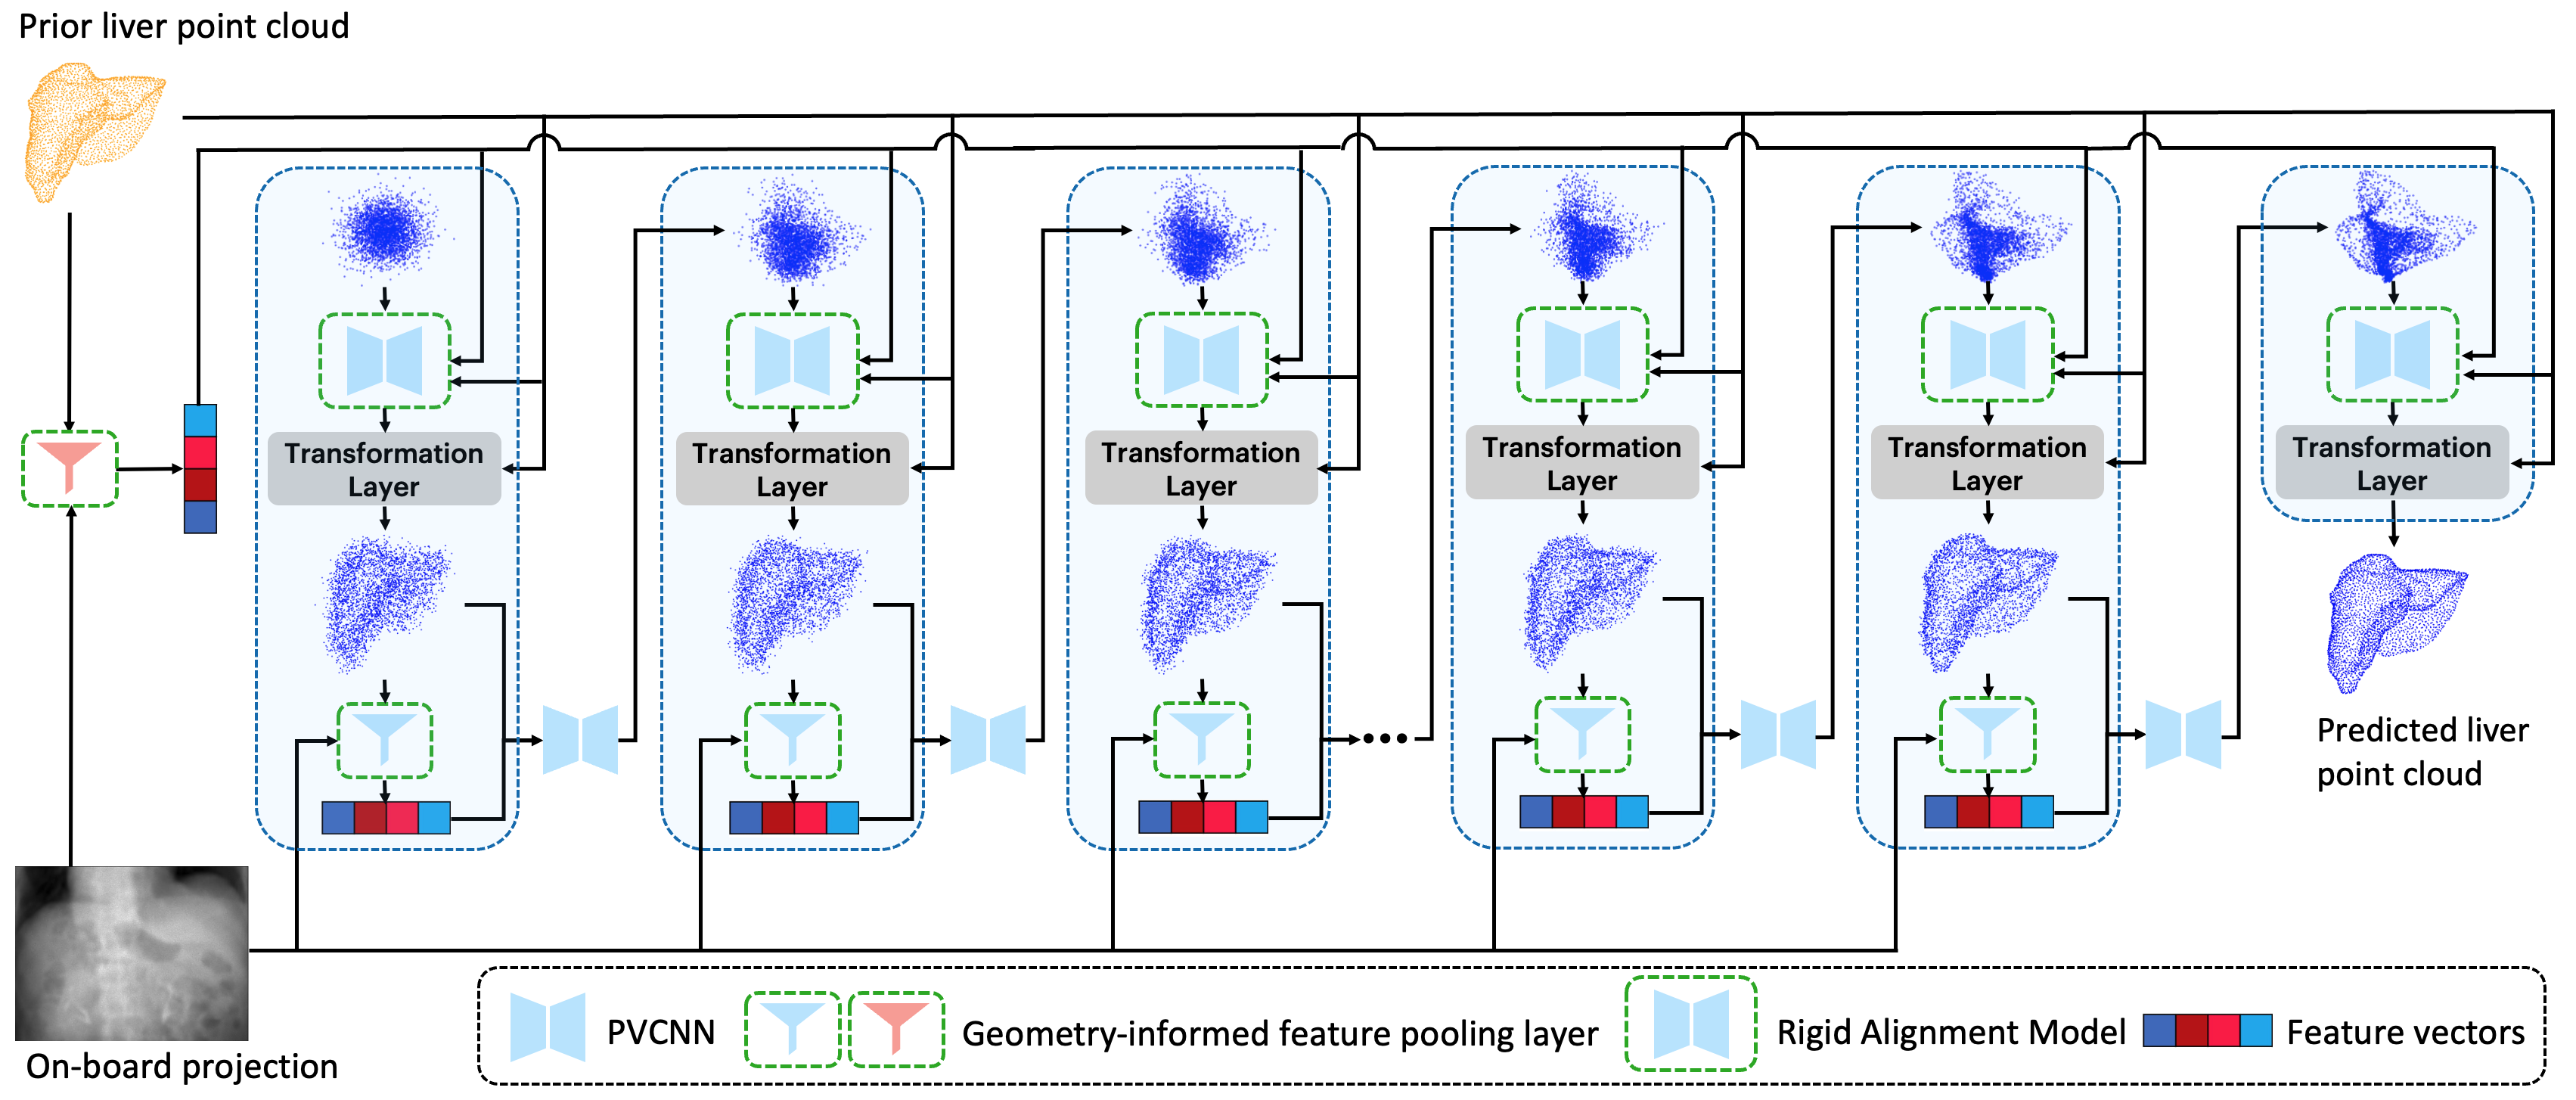 Prior liver point cloud
Transformation
Layer
Transformation
Layer
Transformation
Layer
Transformation
Layer
Transformation
Layer
Transformation
Layer
Predicted liver
point cloud
On-board projection
PVCNN
Geometry-informed feature pooling layer
Rigid Alignment Model
Feature vectors